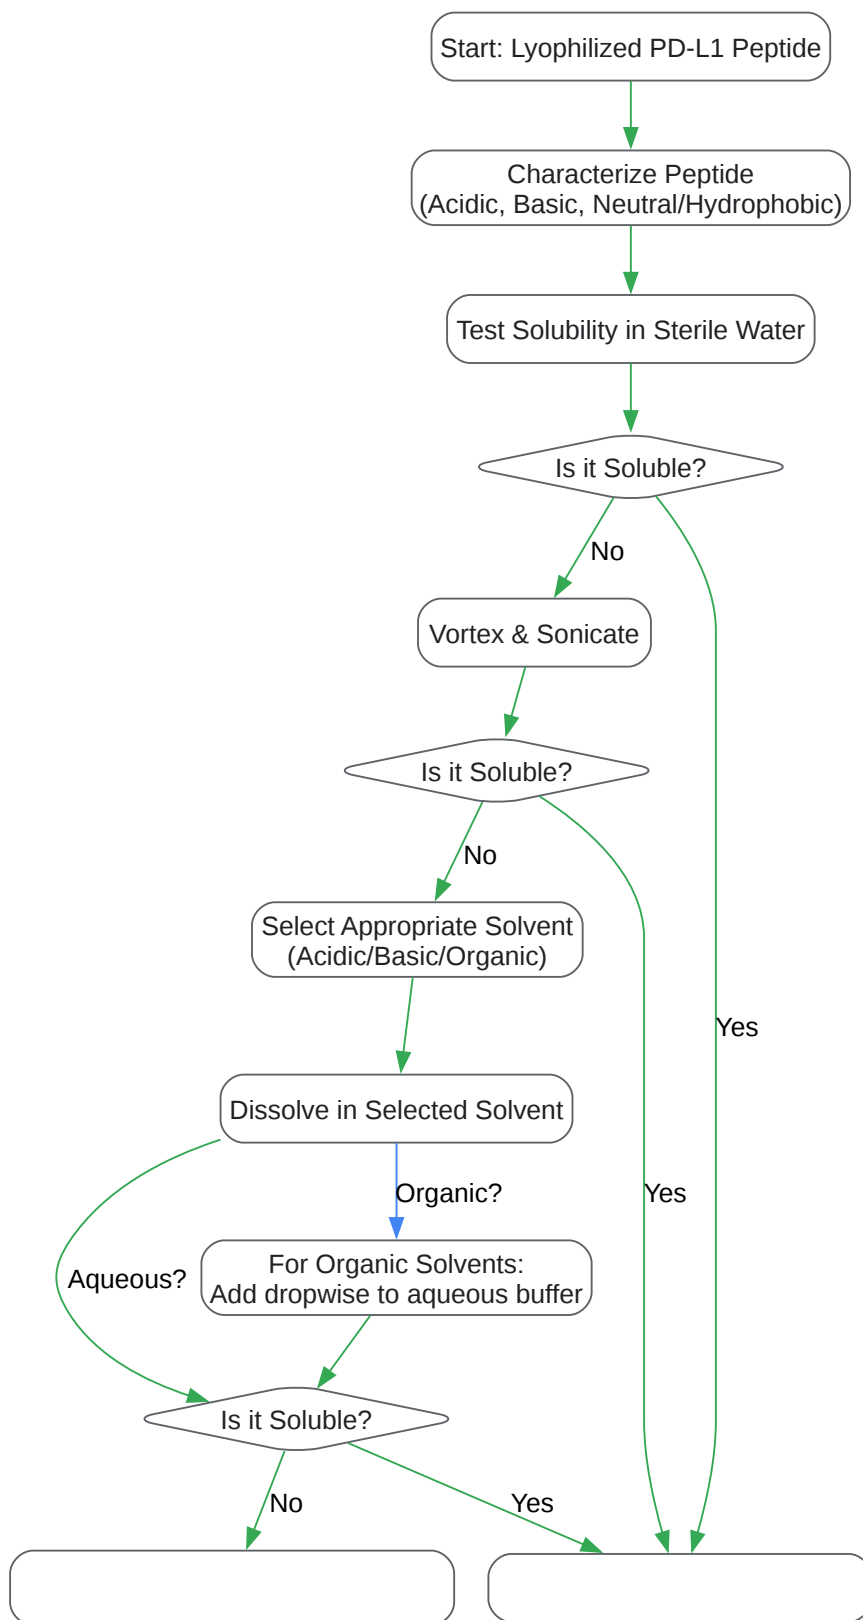 Start: Lyophilized PD-L1 Peptide
Characterize Peptide
(Acidic, Basic, Neutral/Hydrophobic)
Test Solubility in Sterile Water
Is it Soluble?
No
Vortex & Sonicate
Is it Soluble?
No
Select Appropriate Solvent
(Acidic/Basic/Organic)
Yes
Dissolve in Selected Solvent
Organic?
Yes
Aqueous?
For Organic Solvents:
Add dropwise to aqueous buffer
Is it Soluble?
No
Yes